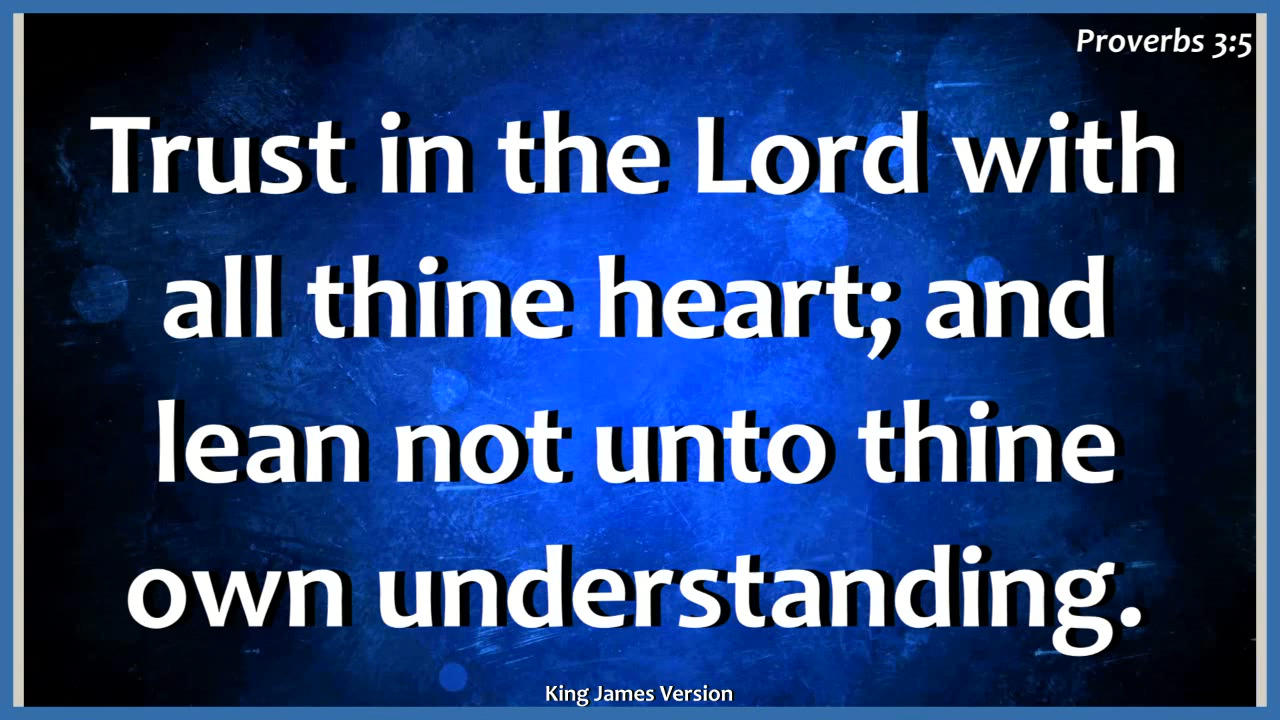 Proverbs 3:5
Trust in the Lord with
all thine heart; and
lean not unto thine
own understanding.
King James Version